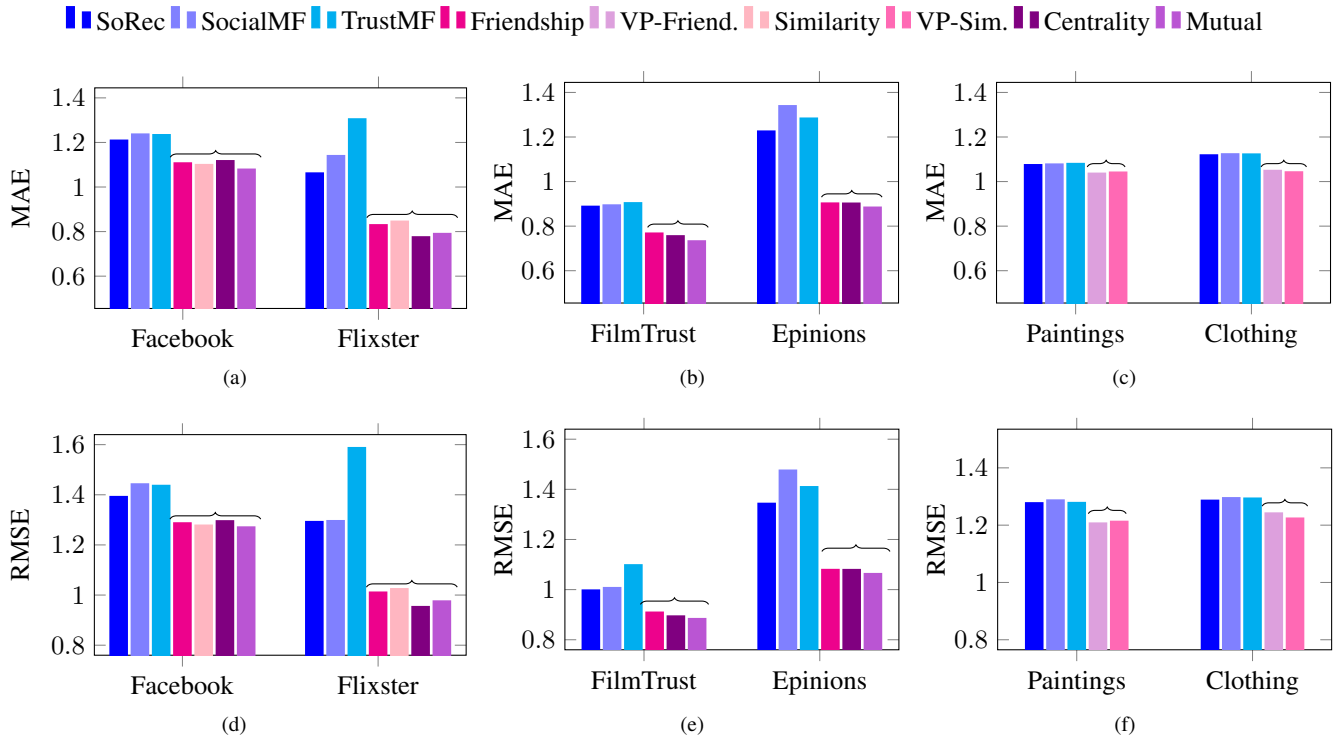 SoRec SocialMF TrustMF Friendship VP-Friend. Similarity VP-Sim. Centrality Mutual
MAE
1.4
1.2
1
0.8
0.6
Facebook Flixster
(a)
MAE
1.4
1.2
1
0.8
0.6
FilmTrust Epinions
(b)
MAE
1.4
1.2
1
0.8
0.6
Paintings Clothing
(c)
RMSE
1.6
1.4
1.2
1
0.8
Facebook Flixster
(d)
RMSE
1.6
1.4
1.2
1
0.8
FilmTrust Epinions
(e)
RMSE
1.4
1.2
1
0.8
Paintings Clothing
(f)